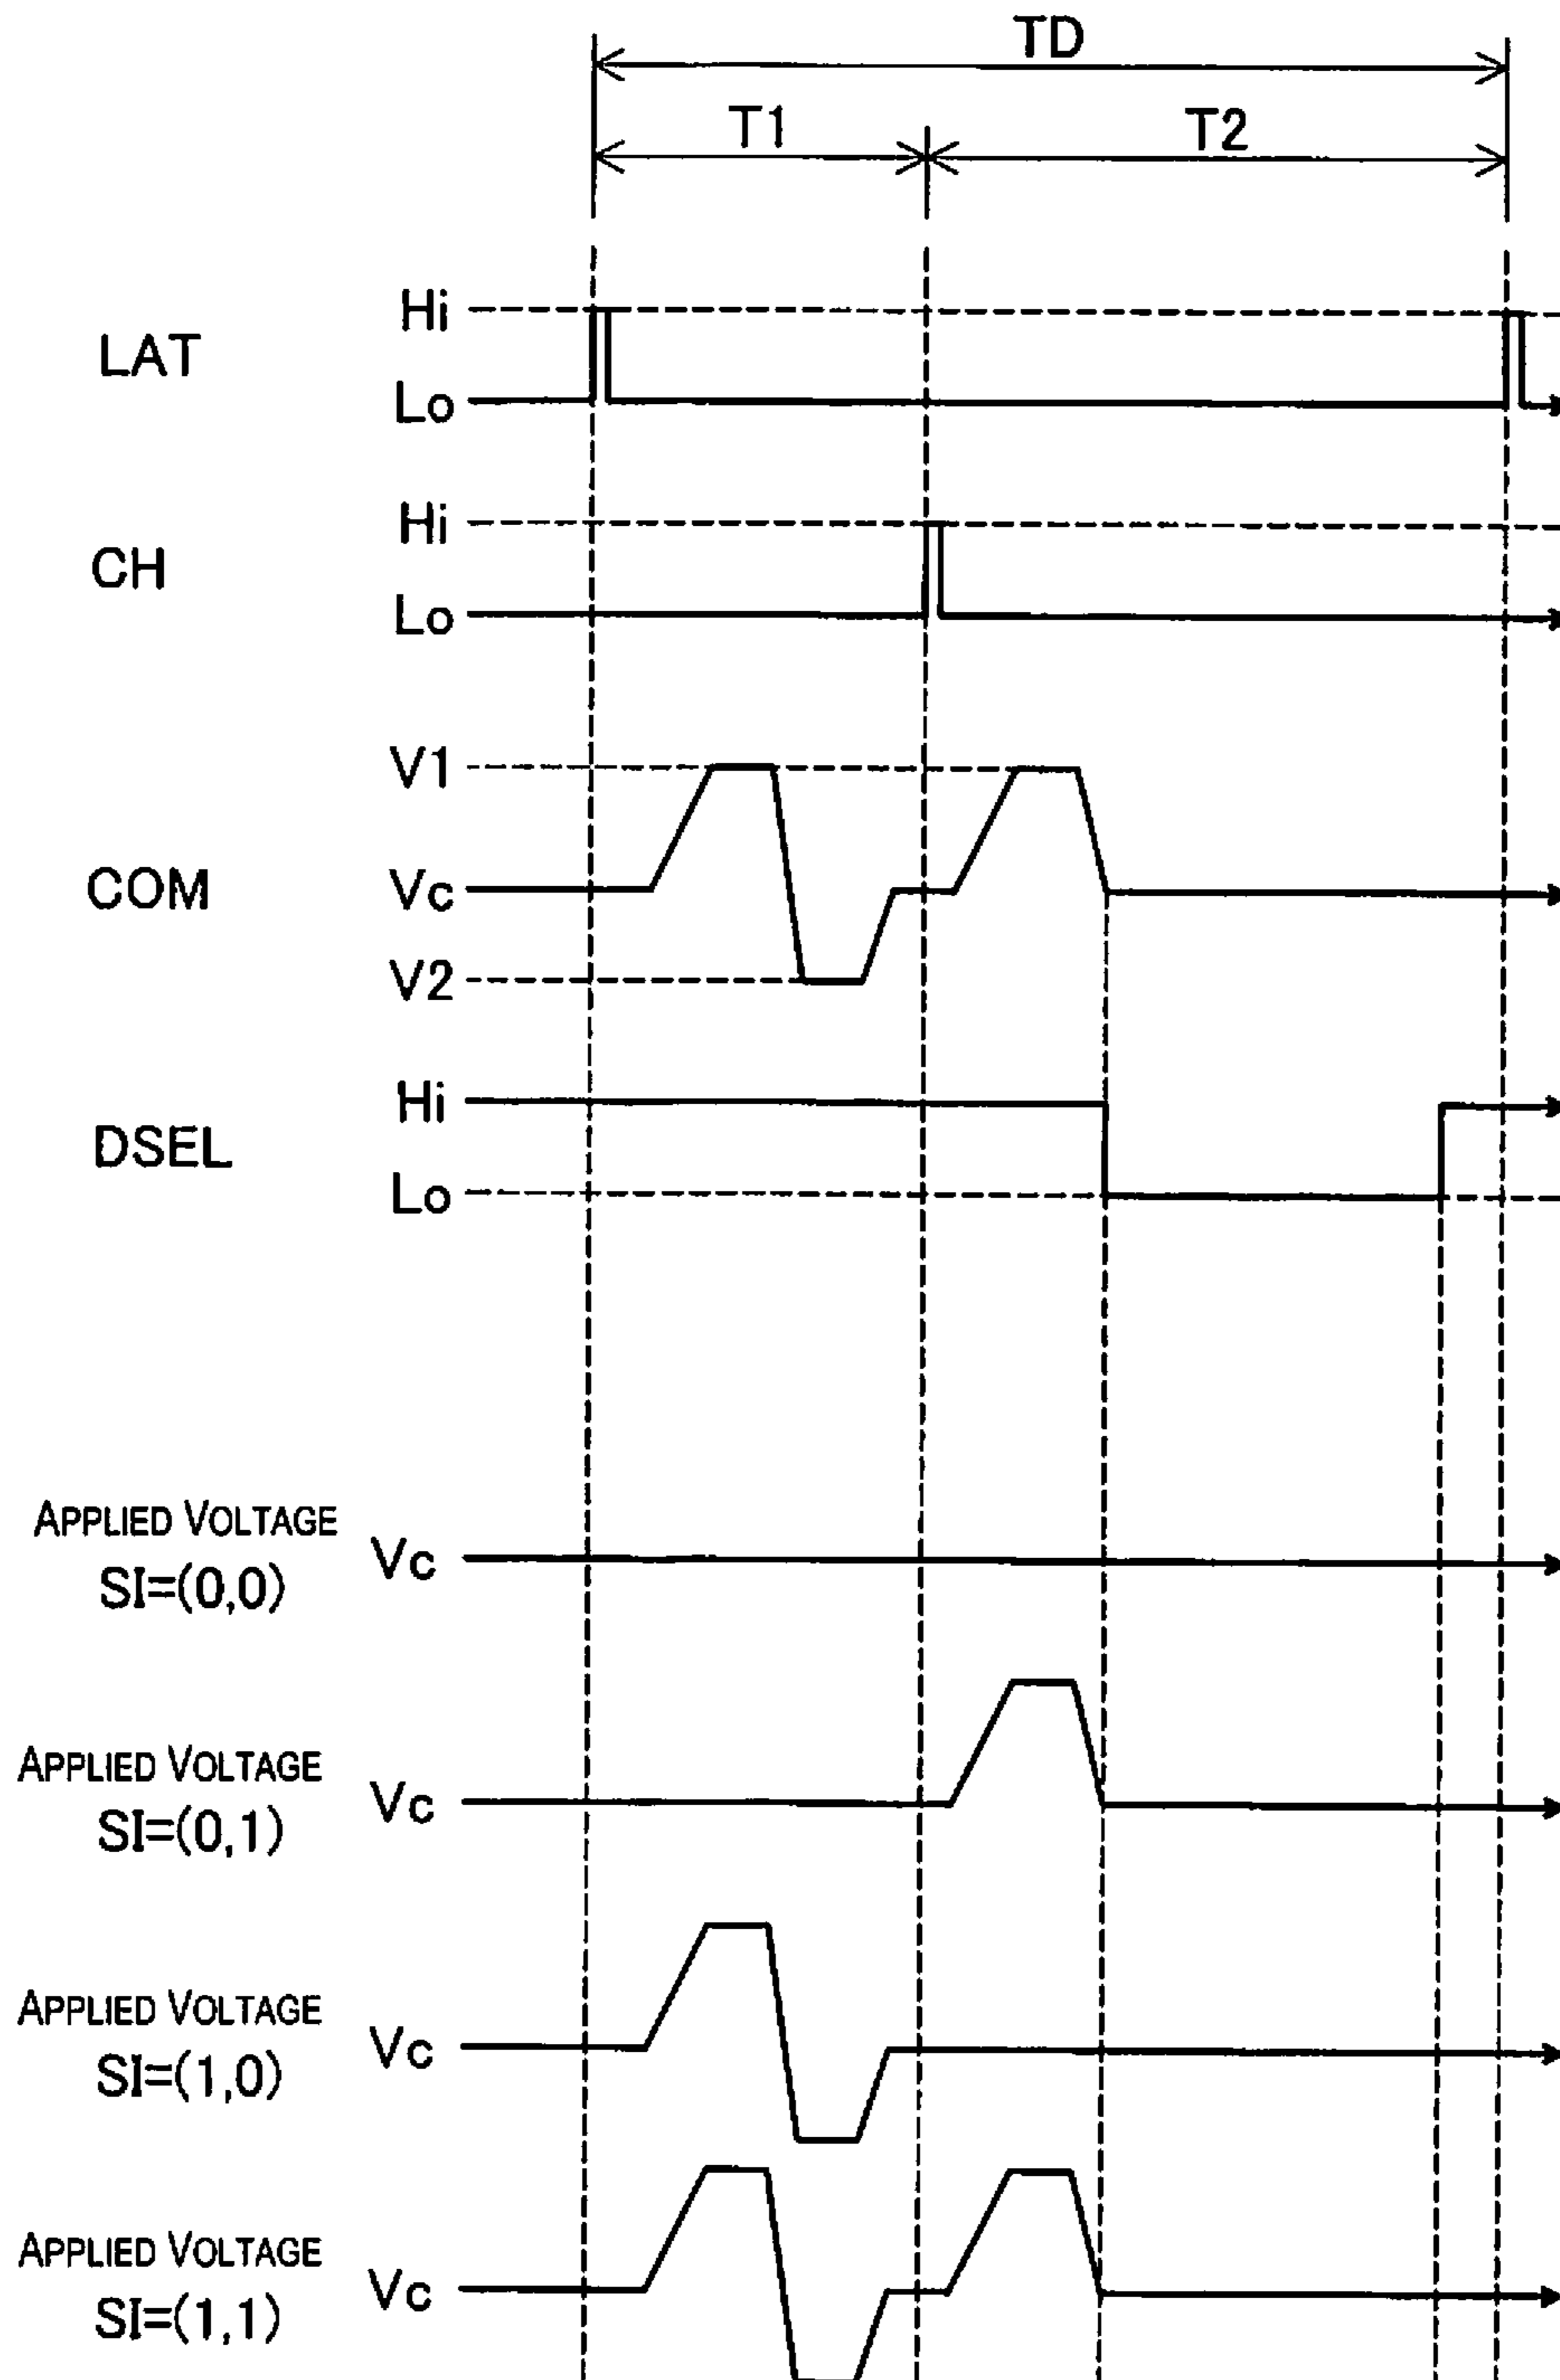 TD
T1 T2
LAT Hi
Lo
CH Hi
Lo
V1
COM Vc
V2
DSEL Hi
Lo
APPLIED VOLTAGE
SI=(0,0) Vc
APPLIED VOLTAGE
SI=(0,1) Vc
APPLIED VOLTAGE
SI=(1,0) Vc
APPLIED VOLTAGE
SI=(1,1) Vc